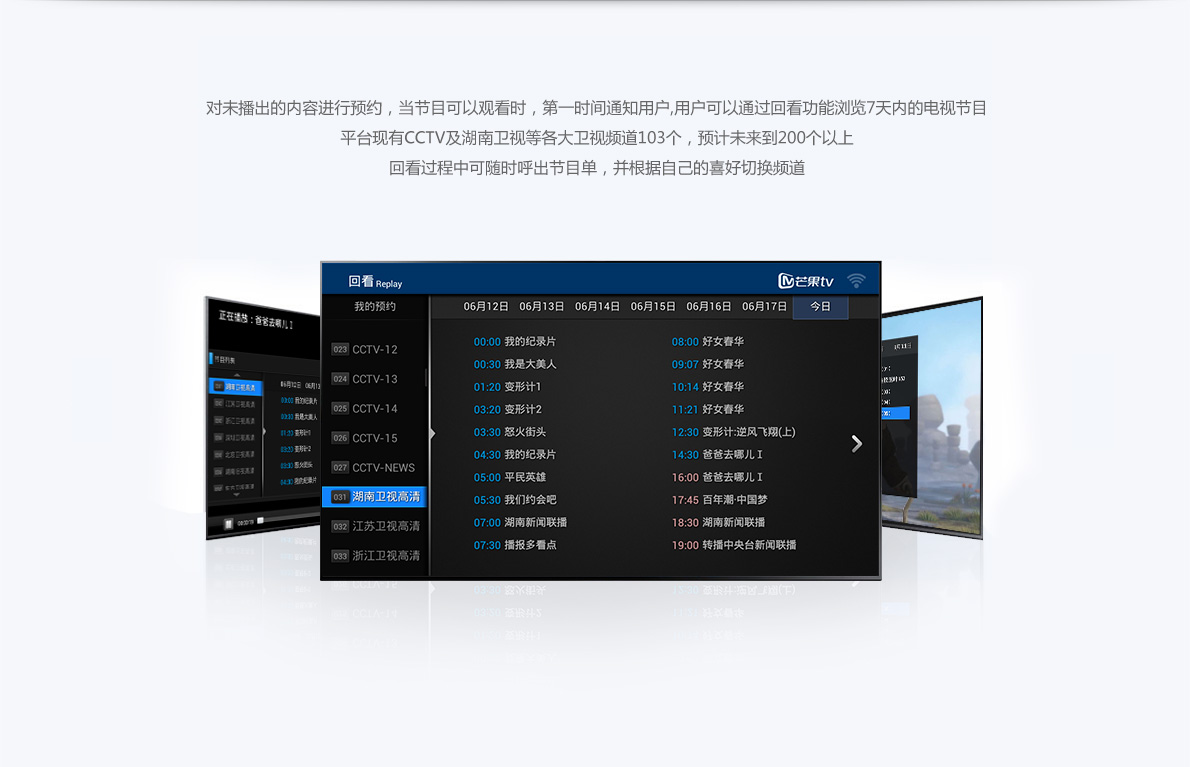 对未播出的内容进行预约，当节目可以观看时，第一时间通知用户,用户可以通过回看功能浏览7天内的电视节目
平台现有CCTV及湖南卫视等各大卫视频道103个，预计未来到200个以上
回看过程中可随时呼出节目单，并根据自己的喜好切换频道
正在播放：爸爸去哪儿 I
节目列表
湖南卫视高清
江苏卫视高清
浙江卫视高清
深圳卫视高清
北京卫视高清
06月12日 06月13
00:00 我的纪录片
00:30 我是大美人
01:20 变形计1
03:20 变形计2
03:30 怒火街头
04:30 我的纪录片
回看 Replay
芒果tv
我的预约
06月12日 06月13日 06月14日 06月15日 06月16日 06月17日 今日
023 CCTV-12
024 CCTV-13
025 CCTV-14
026 CCTV-15
027 CCTV-NEWS
031 湖南卫视高清
032 江苏卫视高清
033 浙江卫视高清
00:00 我的纪录片
00:30 我是大美人
01:20 变形计1
03:20 变形计2
03:30 怒火街头
04:30 我的纪录片
05:00 平民英雄
05:30 我们约会吧
07:00 湖南新闻联播
07:30 播报多看点
08:00 好女春华
09:07 好女春华
10:14 好女春华
11:21 好女春华
12:30 变形计:逆风飞翔(上)
14:30 爸爸去哪儿 I
16:00 爸爸去哪儿 I
17:45 百年潮·中国梦
18:30 湖南新闻联播
19:00 转播中央台新闻联播